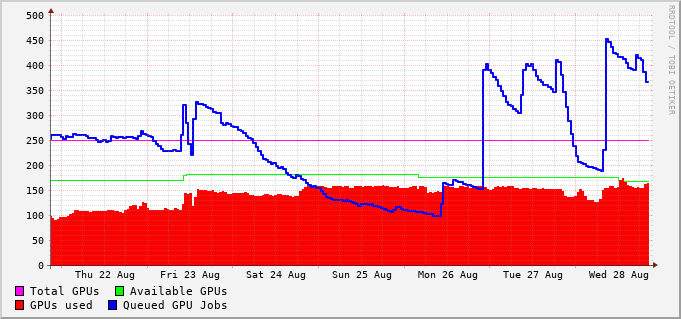 500
450
400
350
300
250
200
150
100
50
0
Thu 22 Aug Fri 23 Aug Sat 24 Aug Sun 25 Aug Mon 26 Aug Tue 27 Aug Wed 28 Aug
Total GPUs Available GPUs
GPUs used Queued GPU Jobs
RRDTOOL / TOBI OETIKER